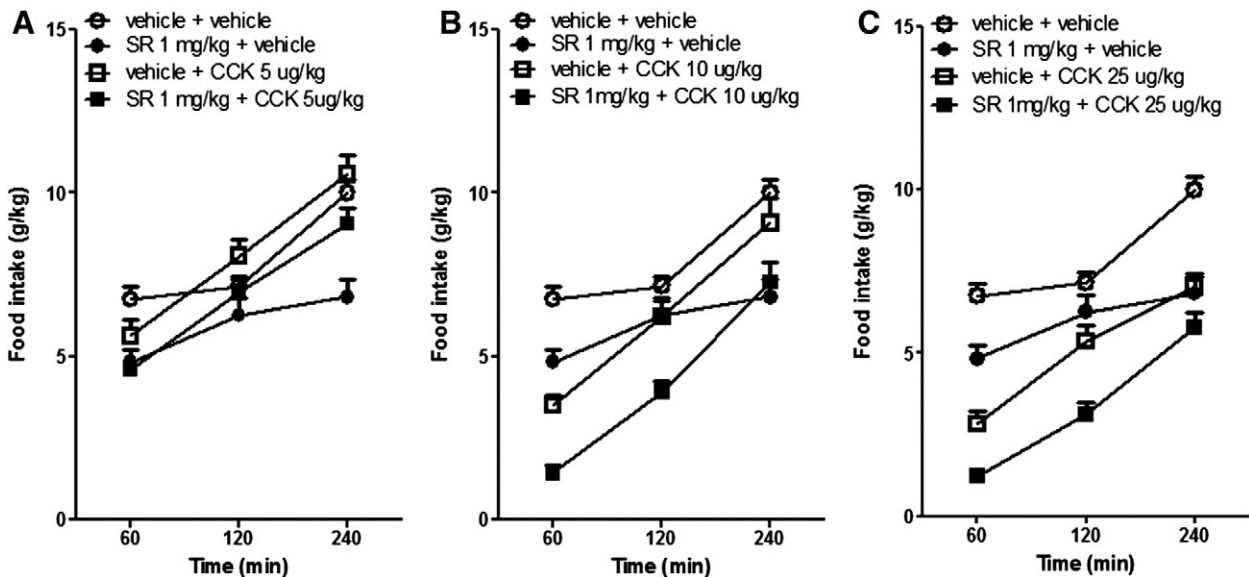 A
vehicle + vehicle
SR 1 mg/kg + vehicle
vehicle + CCK 5 ug/kg
SR 1 mg/kg + CCK 5ug/kg
15
10
5
0
Food intake (g/kg)
60 120 240
Time (min)
B
vehicle + vehicle
SR 1 mg/kg + vehicle
vehicle + CCK 10 ug/kg
SR 1mg/kg + CCK 10 ug/kg
15
10
5
0
Food intake (g/kg)
60 120 240
Time (min)
C
vehicle + vehicle
SR 1 mg/kg + vehicle
vehicle + CCK 25 ug/kg
SR 1mg/kg + CCK 25 ug/kg
15
10
5
0
Food intake (g/kg)
60 120 240
Time (min)